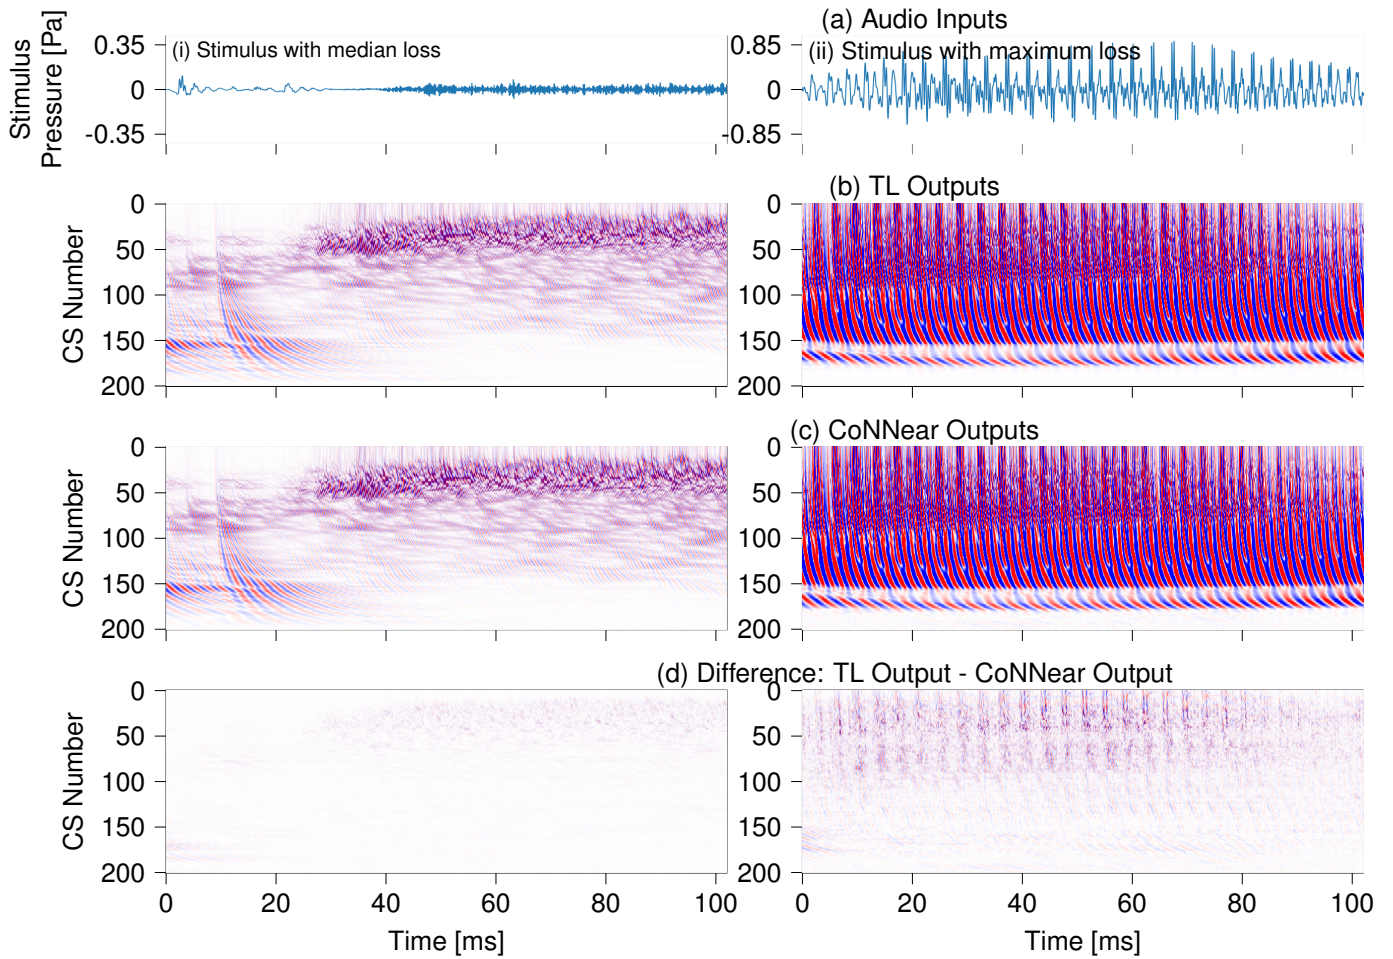 (a) Audio Inputs
Stimulus
Pressure [Pa]
0.35
0
-0.35
(i) Stimulus with median loss
0.85
0
-0.85
(ii) Stimulus with maximum loss
(b) TL Outputs
CS Number
0
50
100
150
200
0
50
100
150
200
(c) CoNNear Outputs
CS Number
0
50
100
150
200
0
50
100
150
200
(d) Difference: TL Output - CoNNear Output
CS Number
0
50
100
150
200
0
50
100
150
200
0 20 40 60 80 100
0 20 40 60 80 100
Time [ms]
Time [ms]